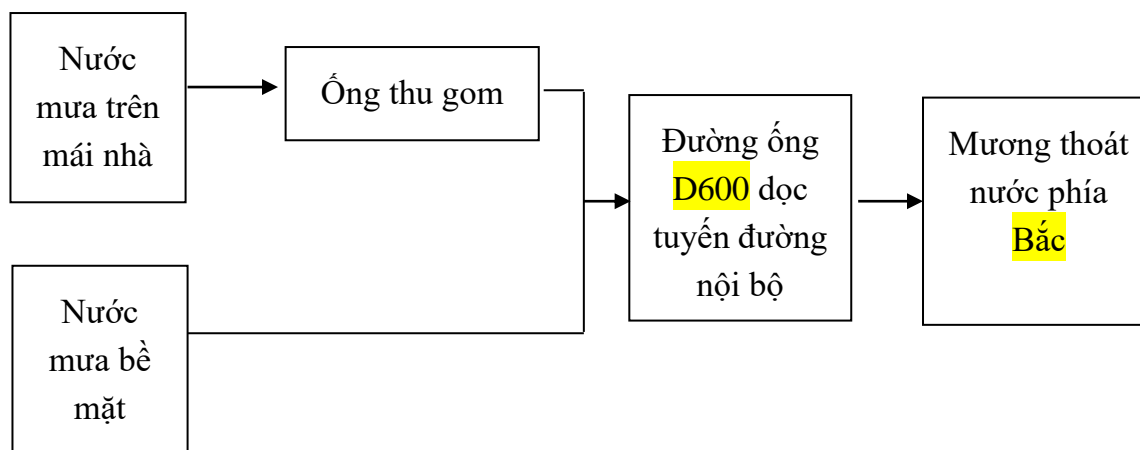 Nước
mưa trên
mái nhà
Ống thu gom
Đường ống
D600 dọc
tuyến đường
nội bộ
Mương thoát
nước phía
Bắc
Nước
mưa bề
mặt